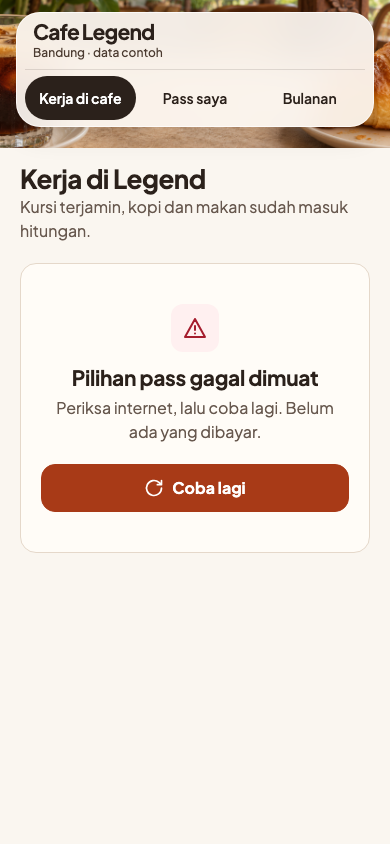 Cafe Legend
Bandung · data contoh
Kerja di cafe
Pass saya
Bulanan
Kerja di Legend
Kursi terjamin, kopi dan makan sudah masuk
hitungan.
Pilihan pass gagal dimuat
Periksa internet, lalu coba lagi. Belum
ada yang dibayar.
Coba lagi